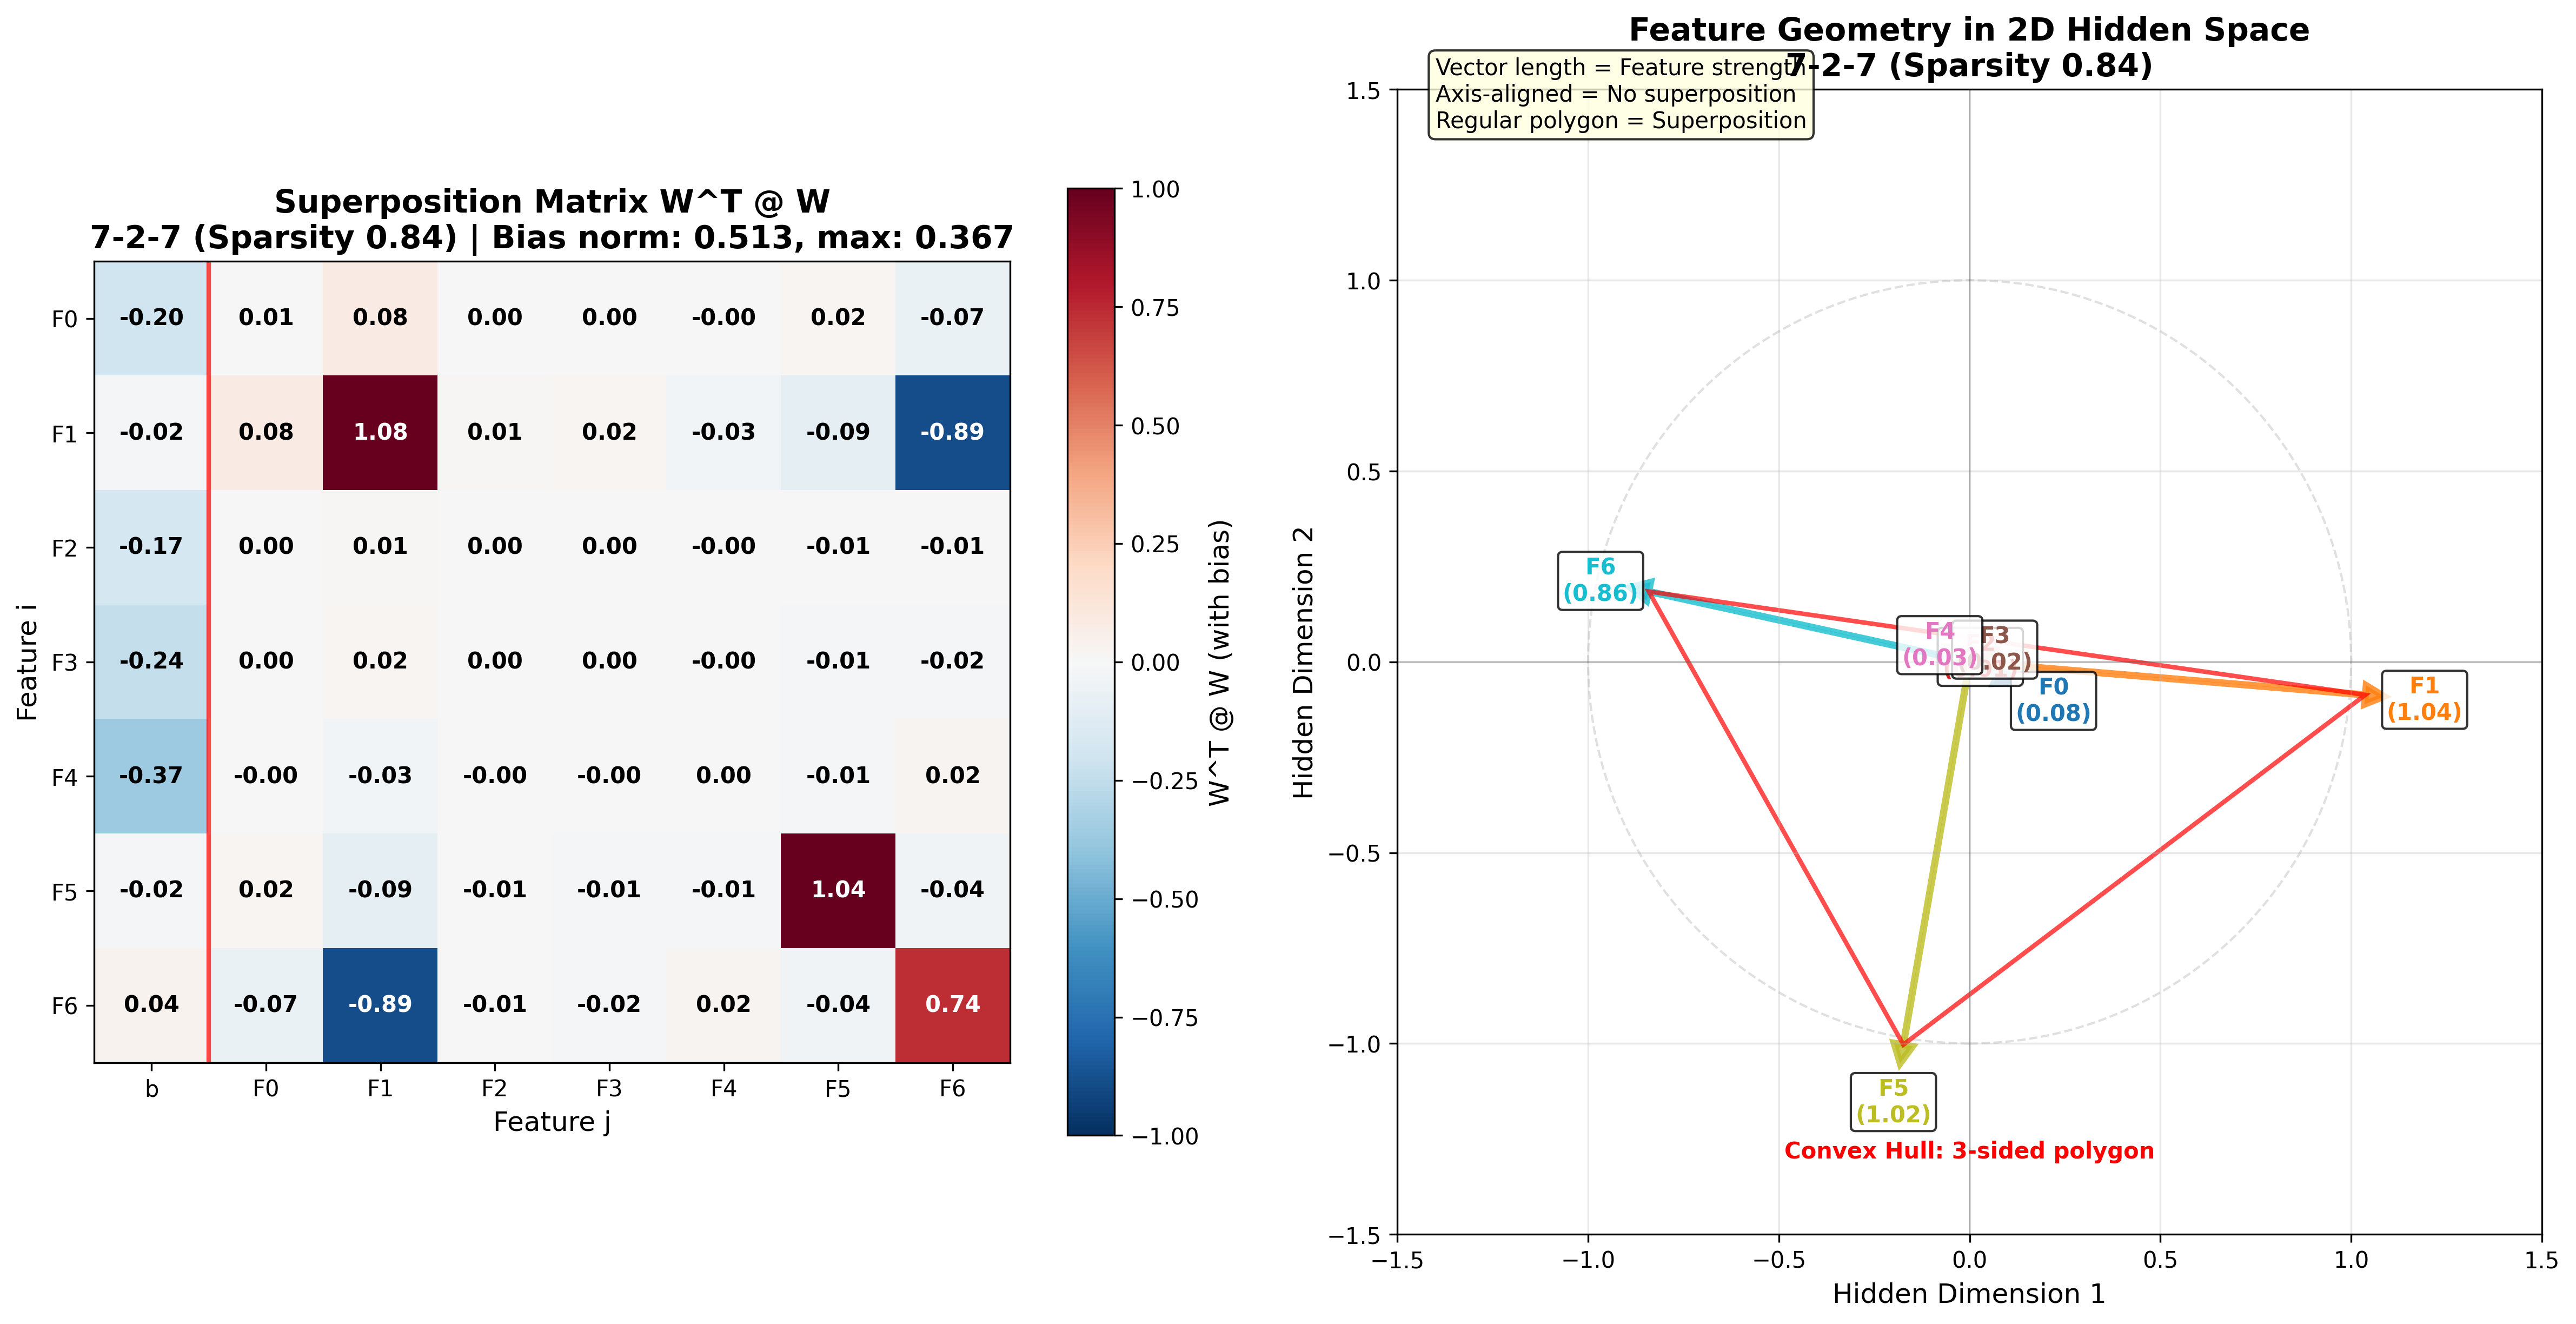 Superposition Matrix W^T @ W
7-2-7 (Sparsity 0.84) | Bias norm: 0.513, max: 0.367
F0 -0.20 0.01 0.08 0.00 0.00 -0.00 0.02 -0.07
F1 -0.02 0.08 1.08 0.01 0.02 -0.03 -0.09 -0.89
F2 -0.17 0.00 0.01 0.00 0.00 -0.00 -0.01 -0.01
F3 -0.24 0.00 0.02 0.00 0.00 -0.00 -0.01 -0.02
F4 -0.37 -0.00 -0.03 -0.00 -0.00 0.00 -0.01 0.02
F5 -0.02 0.02 -0.09 -0.01 -0.01 -0.01 1.04 -0.04
F6 0.04 -0.07 -0.89 -0.01 -0.02 0.02 -0.04 0.74
b F0 F1 F2 F3 F4 F5 F6
Feature j
Feature i
1.00
0.75
0.50
0.25
0.00
−0.25
−0.50
−0.75
−1.00
W^T @ W (with bias)
Feature Geometry in 2D Hidden Space
7-2-7 (Sparsity 0.84)
Vector length = Feature strength
Axis-aligned = No superposition
Regular polygon = Superposition
1.5
1.0
0.5
0.0
−0.5
−1.0
−1.5
Hidden Dimension 2
F6
(0.86)
F4
(0.03)
F3
.02)
F0
(0.08)
F1
(1.04)
F5
(1.02)
Convex Hull: 3-sided polygon
−1.5 −1.0 −0.5 0.0 0.5 1.0 1.5
Hidden Dimension 1